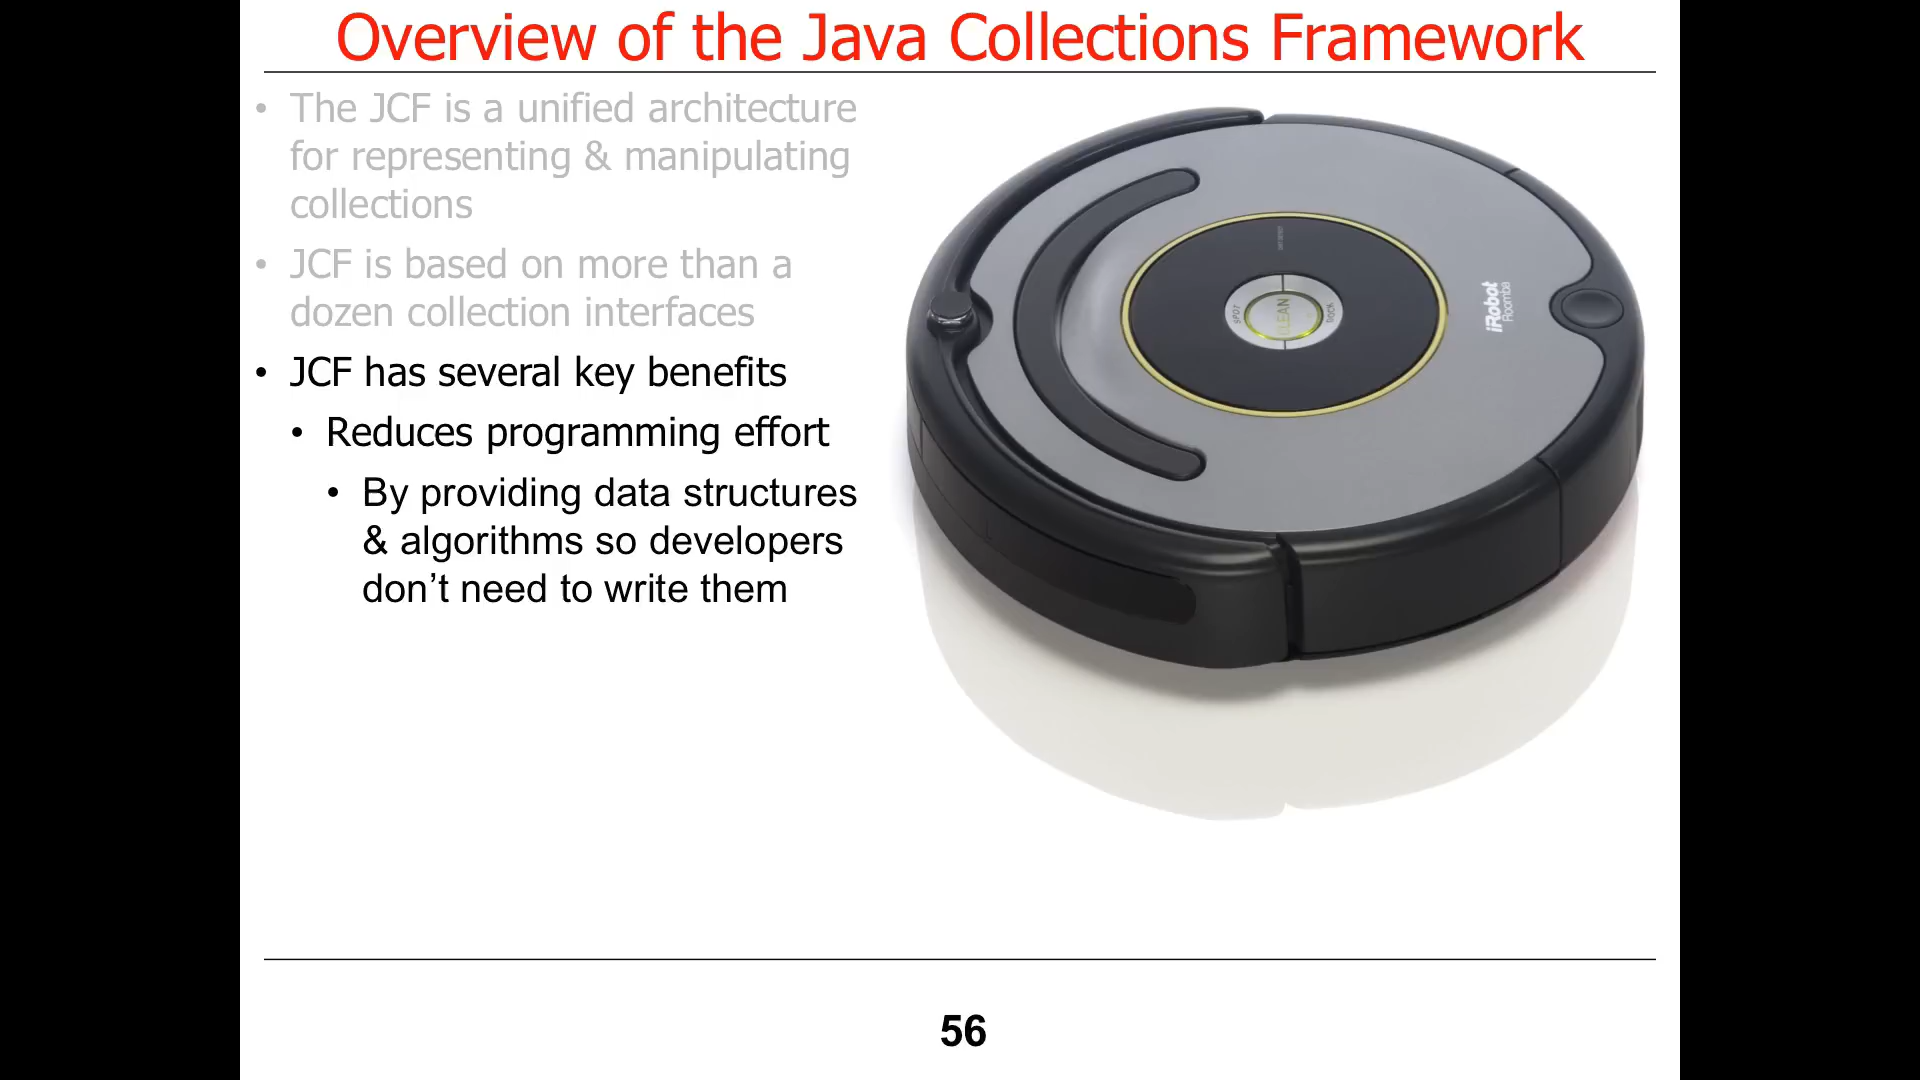 Overview of the Java Collections Framework
• The JCF is a unified architecture
for representing & manipulating
collections
• JCF is based on more than a
dozen collection interfaces
• JCF has several key benefits
• Reduces programming effort
• By providing data structures
& algorithms so developers
don’t need to write them
SPOT
CLEAN
DOCK
iRobot
Roomba
56